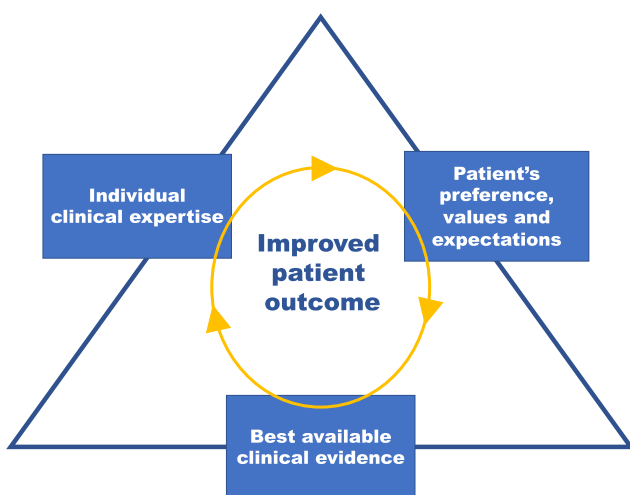 Individual
clinical expertise
Patient’s
preference,
values and
expectations
Improved
patient
outcome
Best available
clinical evidence